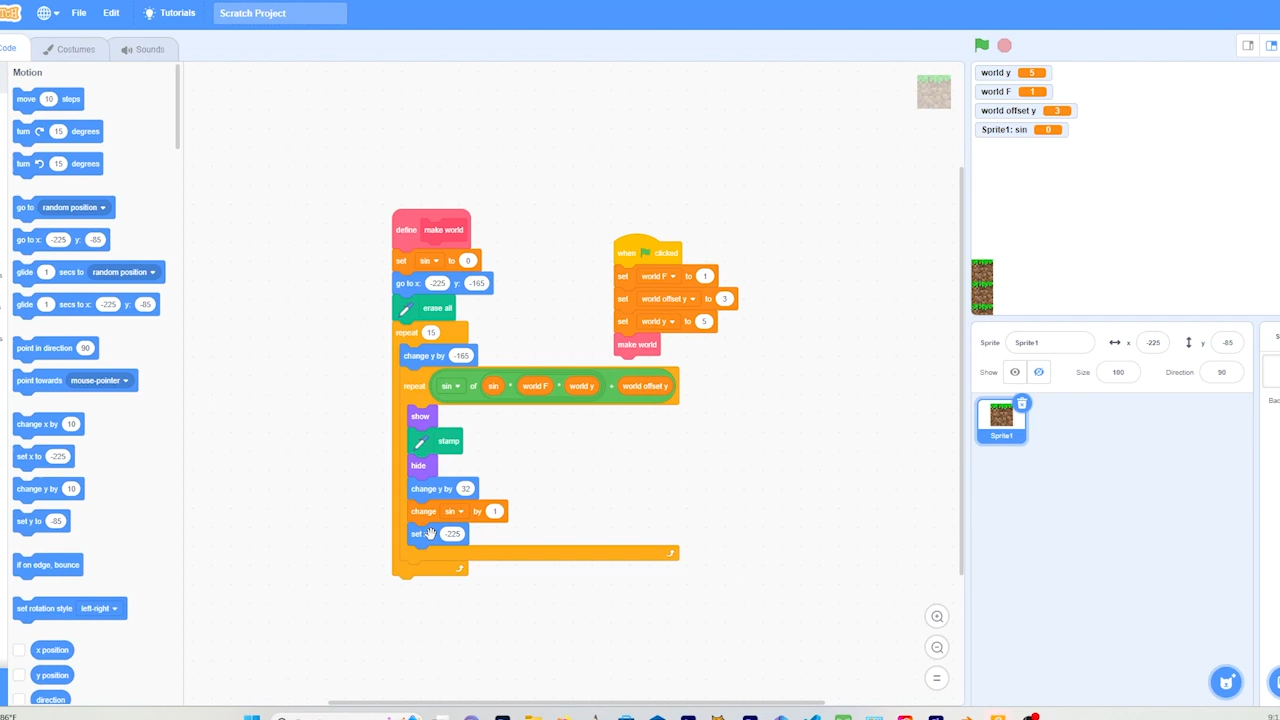 File Edit Tutorials Scratch Project
Code Costumes Sounds
Motion
move 10 steps
turn 15 degrees
turn 15 degrees
go to random position
go to x: -225 y: -85
glide 1 secs to random position
glide 1 secs to x: -225 y: -85
point in direction 90
point towards mouse-pointer
change x by 10
set x to -225
change y by 10
set y to -85
if on edge, bounce
set rotation style left-right
x position
y position
direction
define make world
set sin to 0
go to x: -225 y: -165
erase all
repeat 15
change y by -165
repeat sin of sin * world F * world y + world offset y
show
stamp
hide
change y by 32
change sin by 1
set -225
when clicked
set world F to 1
set world offset y to 3
set world y to 5
make world
world y 5
world F 1
world offset y 3
Sprite1: sin 0
Sprite Sprite1 x -225 y -85
Show Size 100 Direction 90
Sprite1
86°F